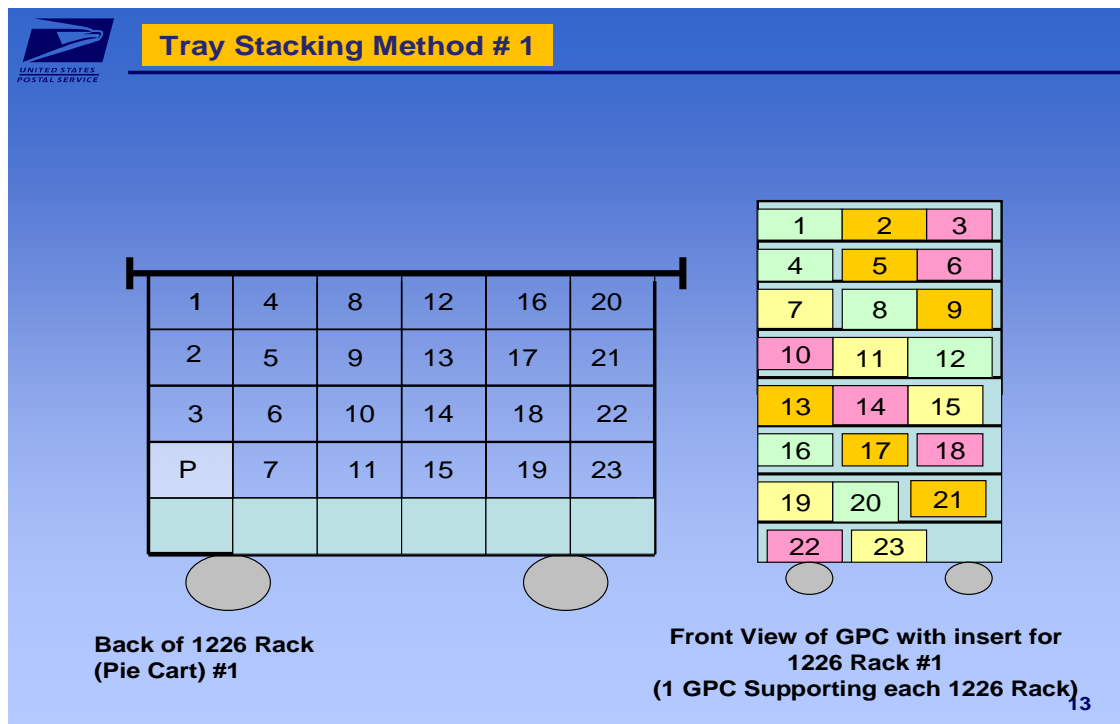 Tray Stacking Method # 1
UNITED STATES
POSTAL SERVICE
1 4 8 12 16 20
2 5 9 13 17 21
3 6 10 14 18 22
P 7 11 15 19 23
Back of 1226 Rack
(Pie Cart) #1
1 2 3
4 5 6
7 8 9
10 11 12
13 14 15
16 17 18
19 20 21
22 23
Front View of GPC with insert for
1226 Rack #1
(1 GPC Supporting each 1226 Rack)
13